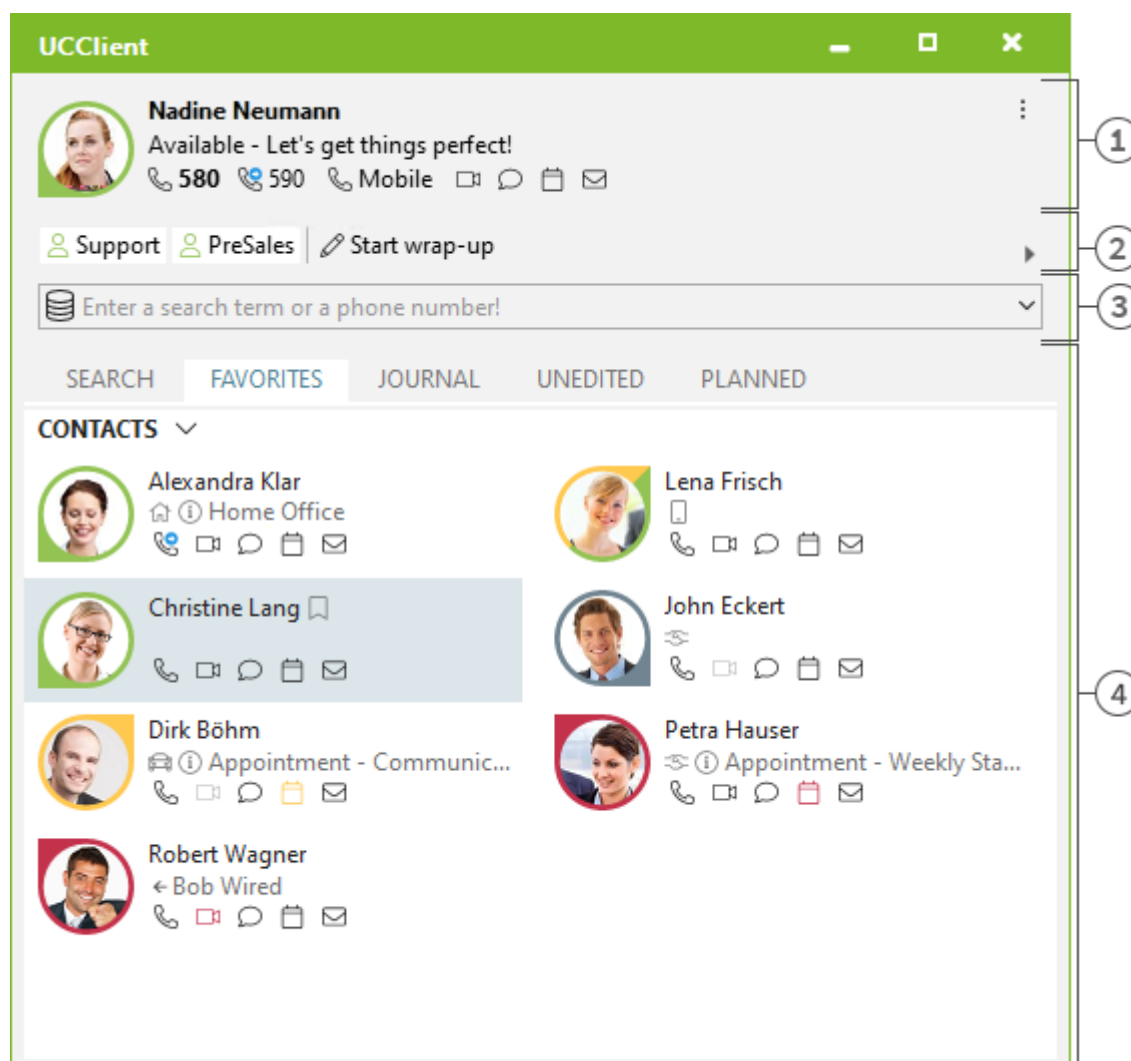 UCClient
Nadine Neumann
Available - Let's get things perfect!
580 590 Mobile
1
Support PreSales Start wrap-up
2
Enter a search term or a phone number!
3
SEARCH FAVORITES JOURNAL UNEDITED PLANNED
CONTACTS
Alexandra Klar
Home Office
Lena Frisch
Christine Lang
John Eckert
4
Dirk Böhm
Appointment - Communic...
Petra Hauser
Appointment - Weekly Sta...
Robert Wagner
Bob Wired